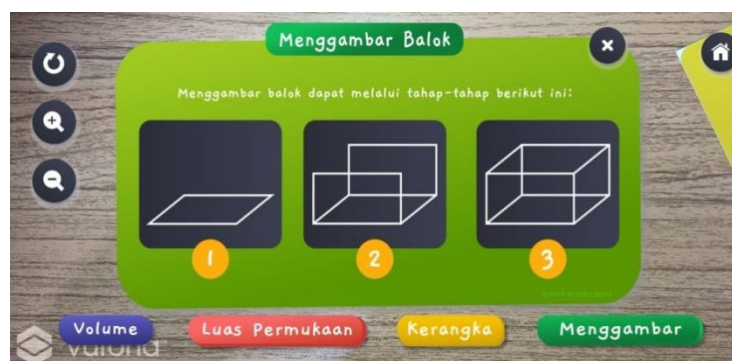 Menggambar Balok
Menggambar balok dapat melalui tahap-tahap berikut ini:
1
2
3
Volume
Luas Permukaan
Kerangka
Menggambar